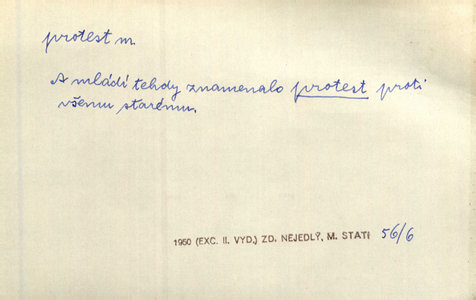 protest m.
A mládí tehdy znamenalo protest proti
všemu starému.
1950 (EXC. II. VYD.) ZD. NEJEDLÝ, M. STATI 56/6